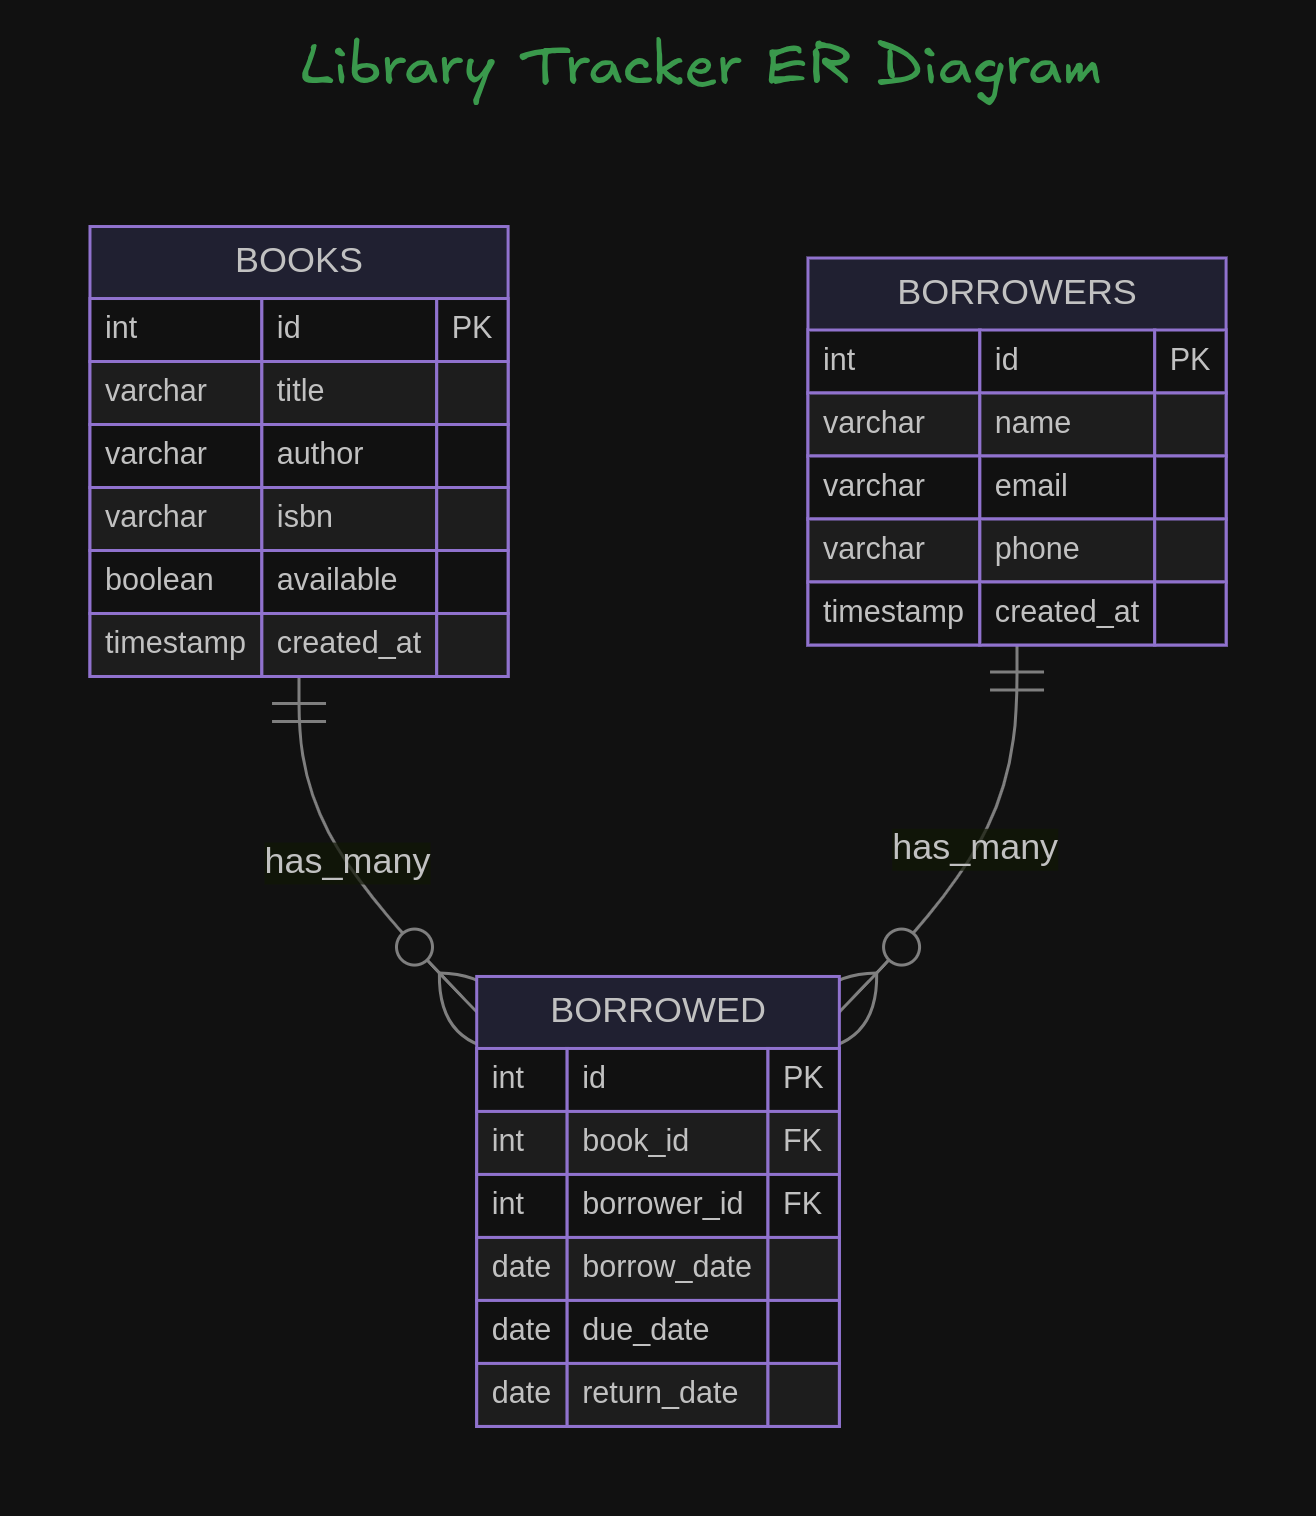 Library Tracker ER Diagram
BOOKS
int id PK
varchar title
varchar author
varchar isbn
boolean available
timestamp created_at
BORROWERS
int id PK
varchar name
varchar email
varchar phone
timestamp created_at
has_many
has_many
BORROWED
int id PK
int book_id FK
int borrower_id FK
date borrow_date
date due_date
date return_date